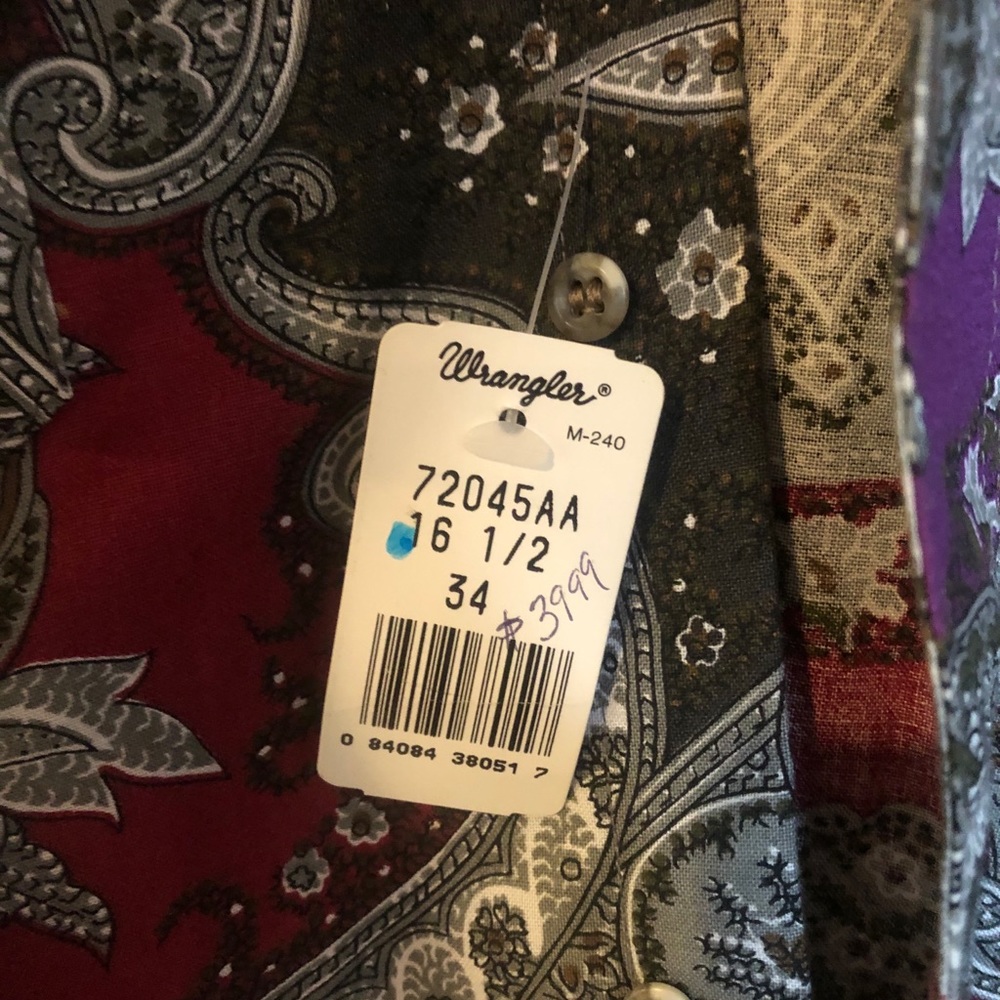 Wrangler®
M-240
72045AA
16 1/2
34
$3999
0 84084 38051 7